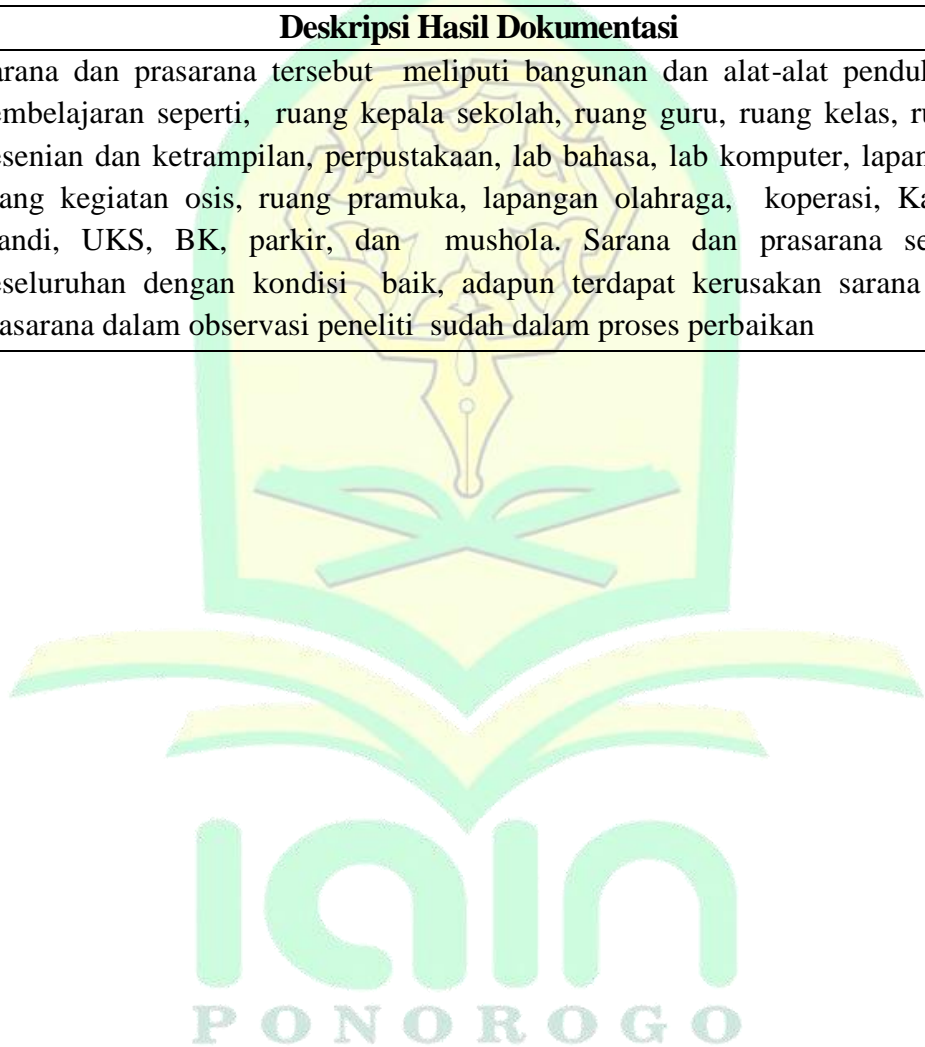 Deskripsi Hasil Dokumentasi
arana dan prasarana tersebut meliputi bangunan dan alat-alat penduk
embelajaran seperti, ruang kepala sekolah, ruang guru, ruang kelas, ru
esenian dan ketrampilan, perpustakaan, lab bahasa, lab komputer, lapan
ang kegiatan osis, ruang pramuka, lapangan olahraga, koperasi, Ka
andi, UKS, BK, parkir, dan mushola. Sarana dan prasarana se
eseluruhan dengan kondisi baik, adapun terdapat kerusakan sarana
asarana dalam observasi peneliti sudah dalam proses perbaikan
iain
PONOROGO